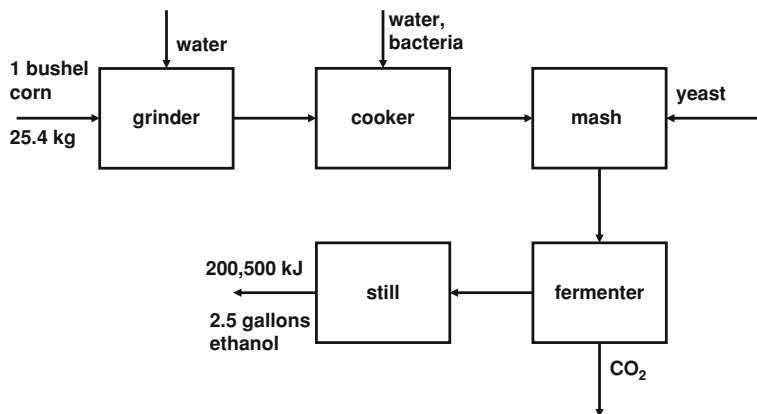 water
water,
bacteria
1 bushel
corn
25.4 kg
grinder
cooker
mash
yeast
200,500 kJ
2.5 gallons
ethanol
still
fermenter
CO₂